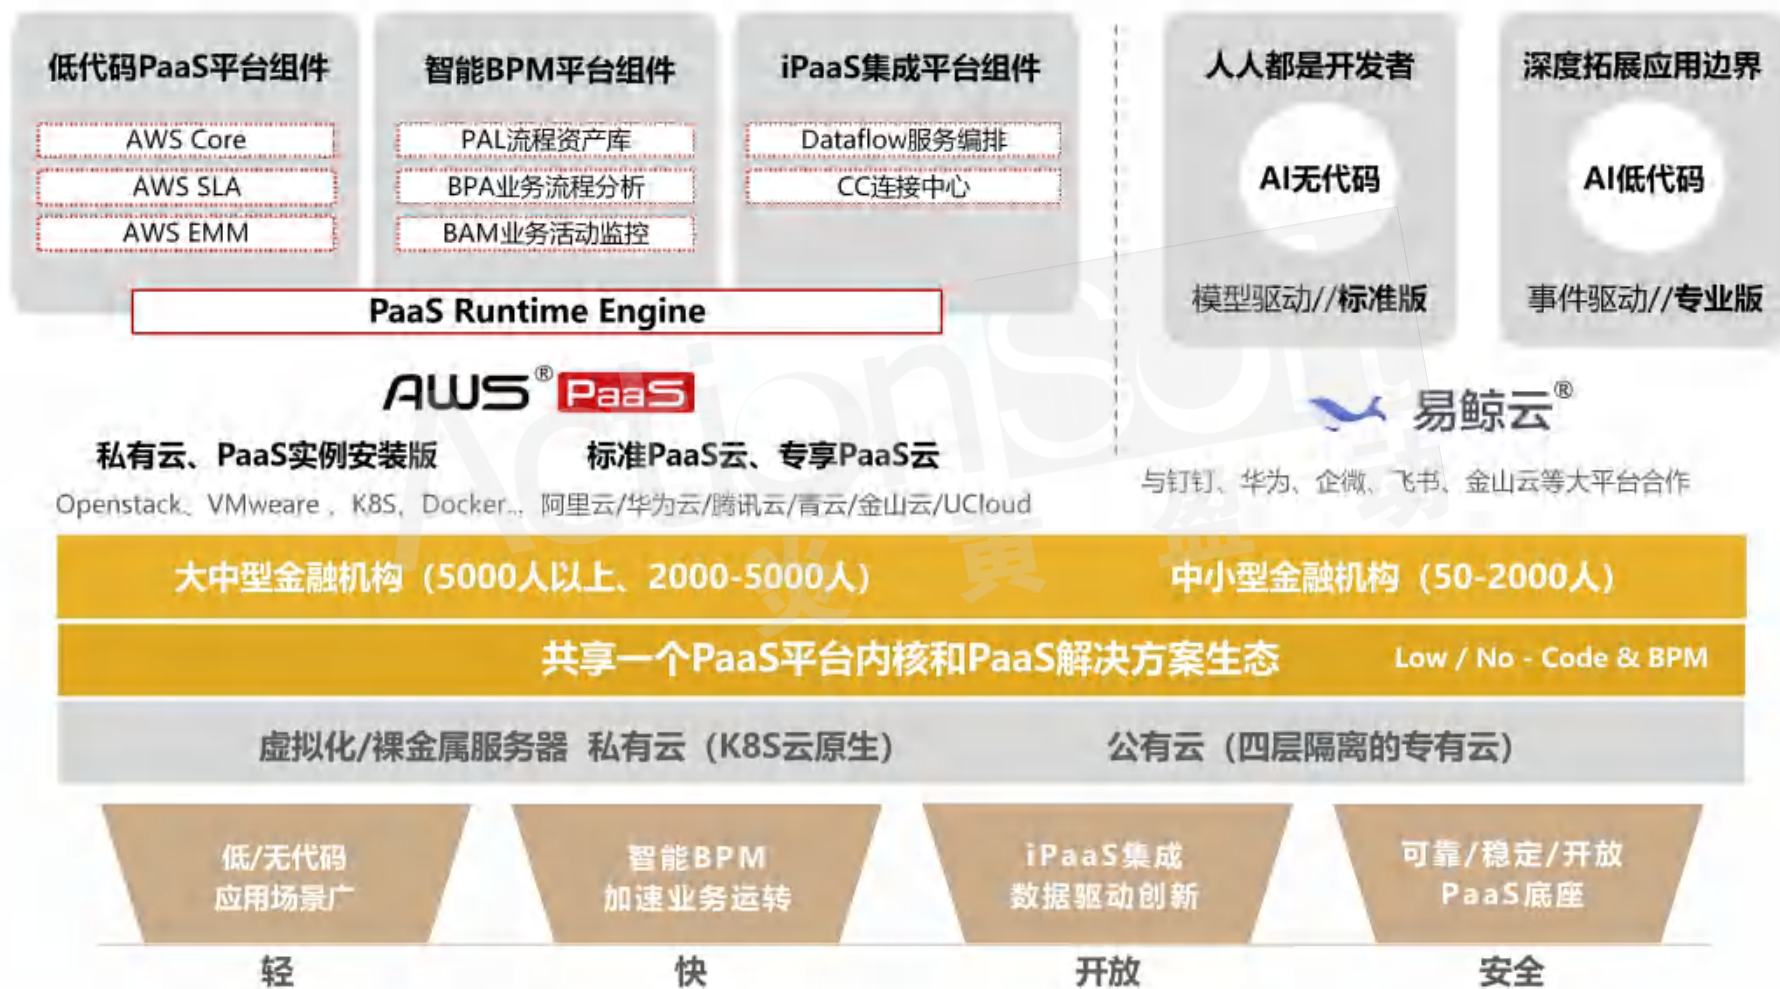 低代码PaaS平台组件
AWS Core
AWS SLA
AWS EMM
智能BPM平台组件
PAL流程资产库
BPA业务流程分析
BAM业务活动监控
iPaaS集成平台组件
Dataflow服务编排
CC连接中心
PaaS Runtime Engine
AWS® PaaS
私有云、PaaS实例安装版
Openstack、VMweare 、K8S、Docker...
标准PaaS云、专享PaaS云
阿里云/华为云/腾讯云/青云/金山云/UCloud
人人都是开发者
AI无代码
模型驱动//标准版
深度拓展应用边界
AI低代码
事件驱动//专业版
易鲸云®
与钉钉、华为、企微、飞书、金山云等大平台合作
ActionSoft
炎黄盈动
大中型金融机构（5000人以上、2000-5000人）
中小型金融机构（50-2000人）
共享一个PaaS平台内核和PaaS解决方案生态
Low / No - Code & BPM
虚拟化/裸金属服务器 私有云（K8S云原生）
公有云（四层隔离的专有云）
低/无代码
应用场景广
轻
智能BPM
加速业务运转
快
iPaaS集成
数据驱动创新
开放
可靠/稳定/开放
PaaS底座
安全